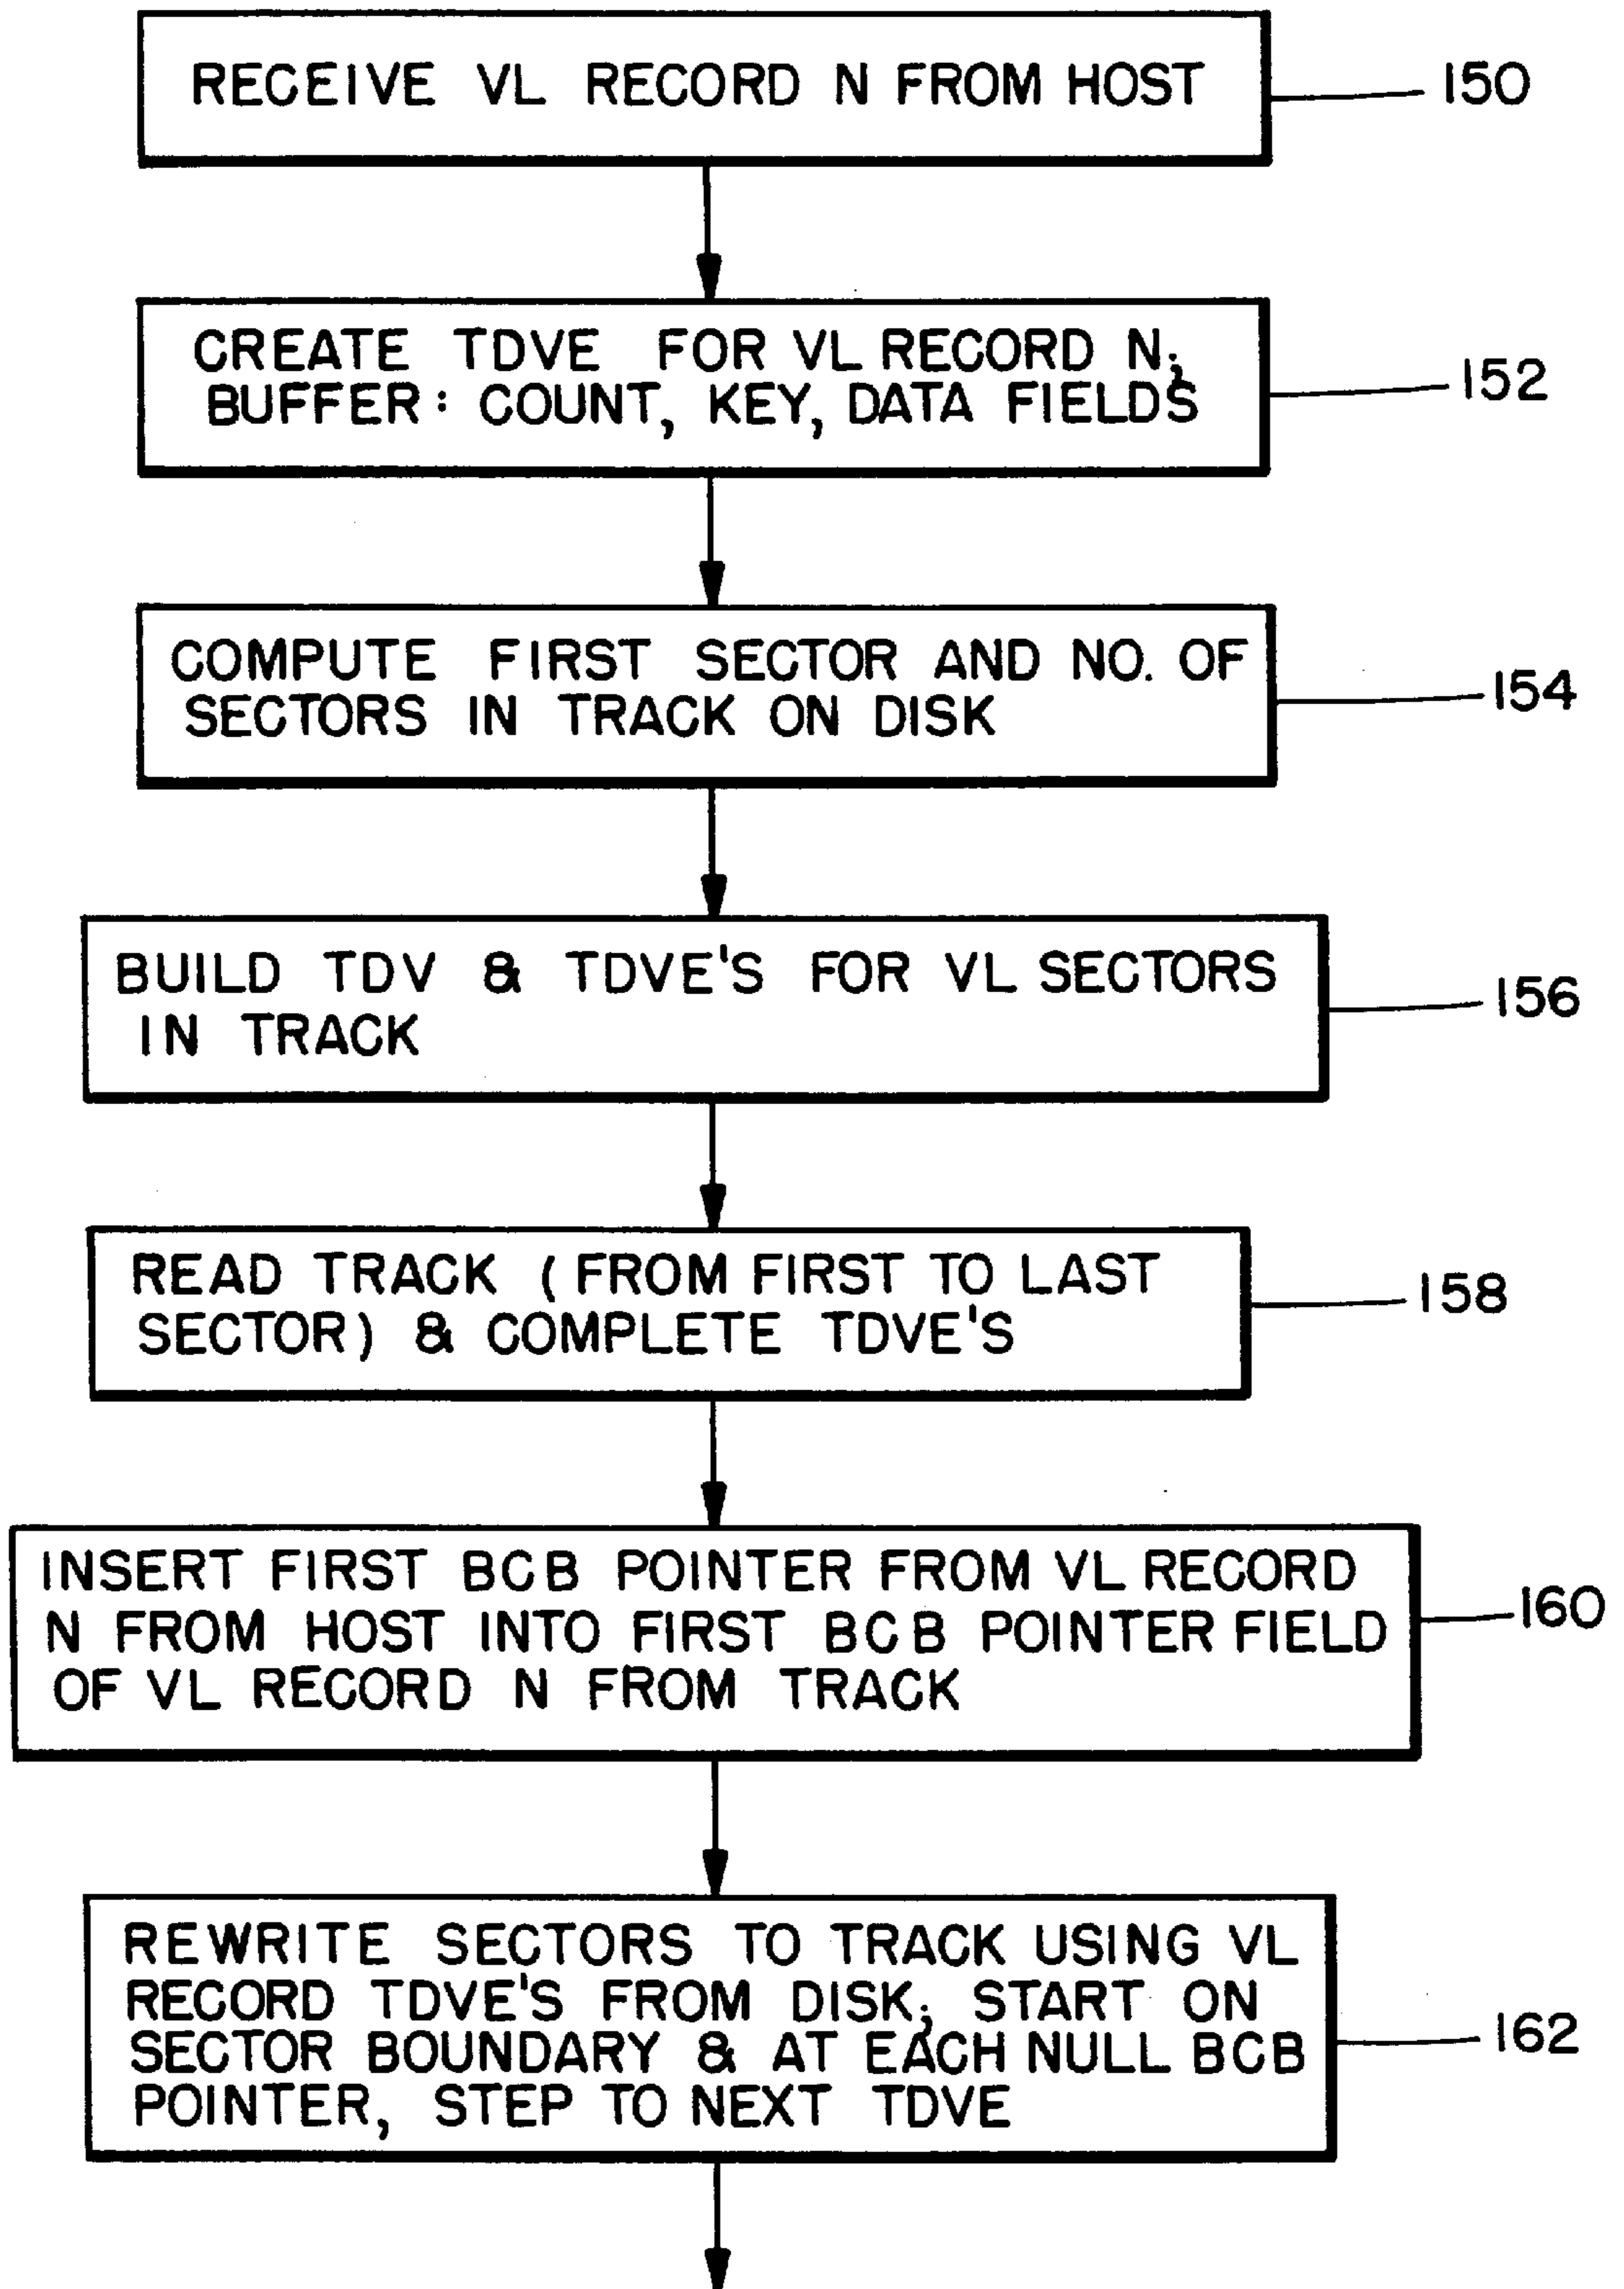 RECEIVE VL RECORD N FROM HOST
150
CREATE TDVE FOR VL RECORD N;
BUFFER: COUNT, KEY, DATA FIELDS
152
COMPUTE FIRST SECTOR AND NO. OF
SECTORS IN TRACK ON DISK
154
BUILD TDV & TDVE'S FOR VL SECTORS
IN TRACK
156
READ TRACK (FROM FIRST TO LAST
SECTOR) & COMPLETE TDVE'S
158
INSERT FIRST BCB POINTER FROM VL RECORD
N FROM HOST INTO FIRST BCB POINTER FIELD
OF VL RECORD N FROM TRACK
160
REWRITE SECTORS TO TRACK USING VL
RECORD TDVE'S FROM DISK; START ON
SECTOR BOUNDARY & AT EACH NULL BCB
POINTER, STEP TO NEXT TDVE
162